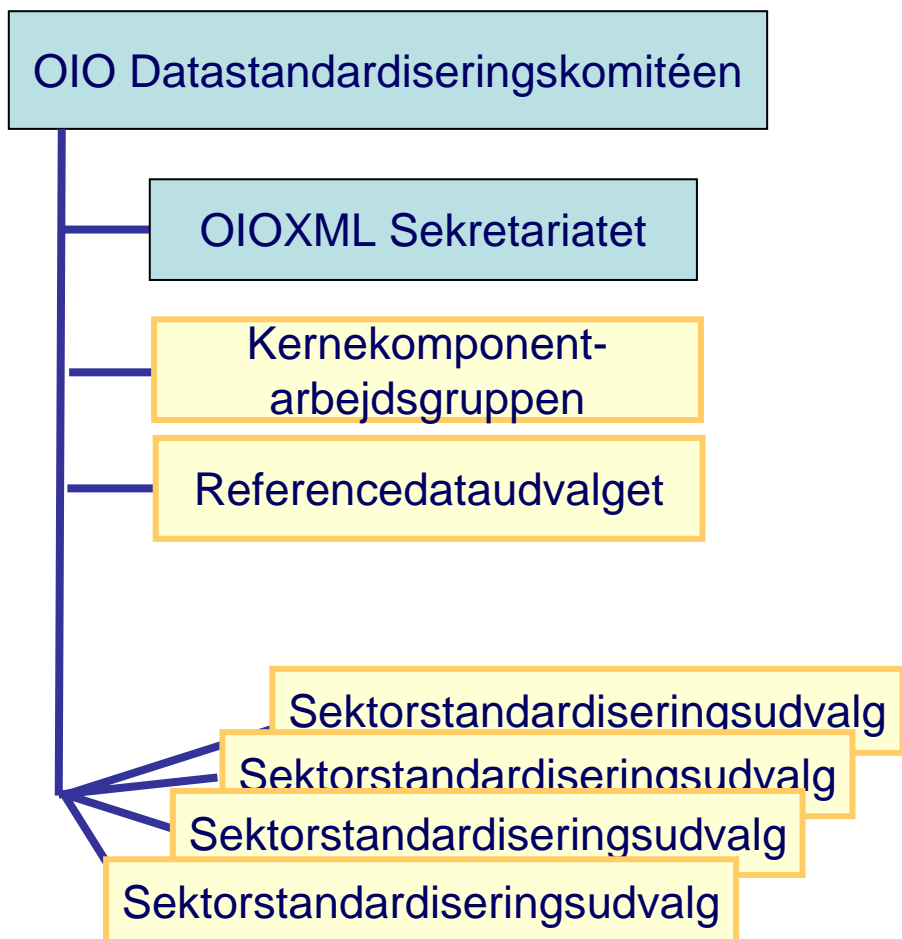 OIO Datastandardiseringskomitéen
OIOXML Sekretariatet
Kernekomponent-
arbejdsgruppen
Referencedataudvalget
Sektorstandardiseringsudvalg
Sektorstandardiseringsudvalg
Sektorstandardiseringsudvalg
Sektorstandardiseringsudvalg